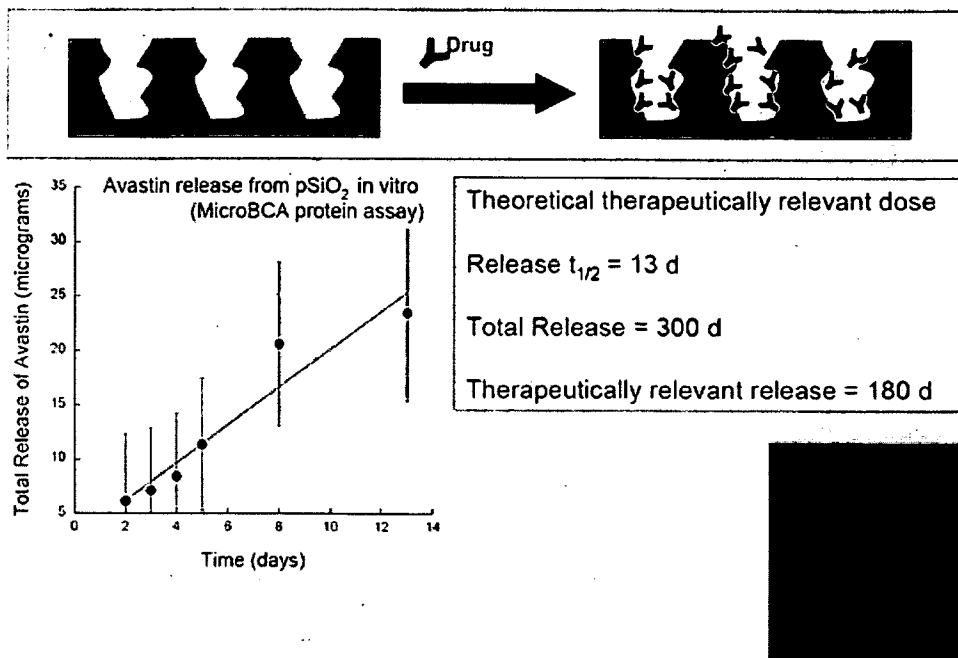 Drug
Avastin release from pSiO₂ in vitro
(MicroBCA protein assay)
Total Release of Avastin (micrograms)
35
30
25
20
15
10
5
0
2
4
6
8
10
12
14
Time (days)
Theoretical therapeutically relevant dose
Release t₁/₂ = 13 d
Total Release = 300 d
Therapeutically relevant release = 180 d